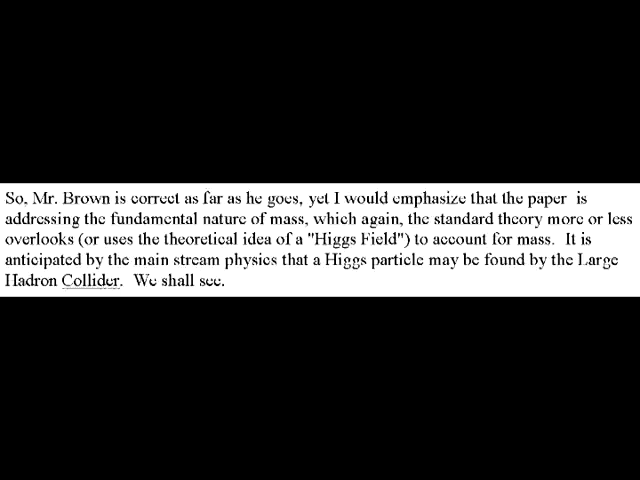 So, Mr. Brown is correct as far as he goes, yet I would emphasize that the paper  is
addressing the fundamental nature of mass, which again, the standard theory more or less
overlooks (or uses the theoretical idea of a "Higgs Field") to account for mass.  It is
anticipated by the main stream physics that a Higgs particle may be found by the Large
Hadron Collider.  We shall see.